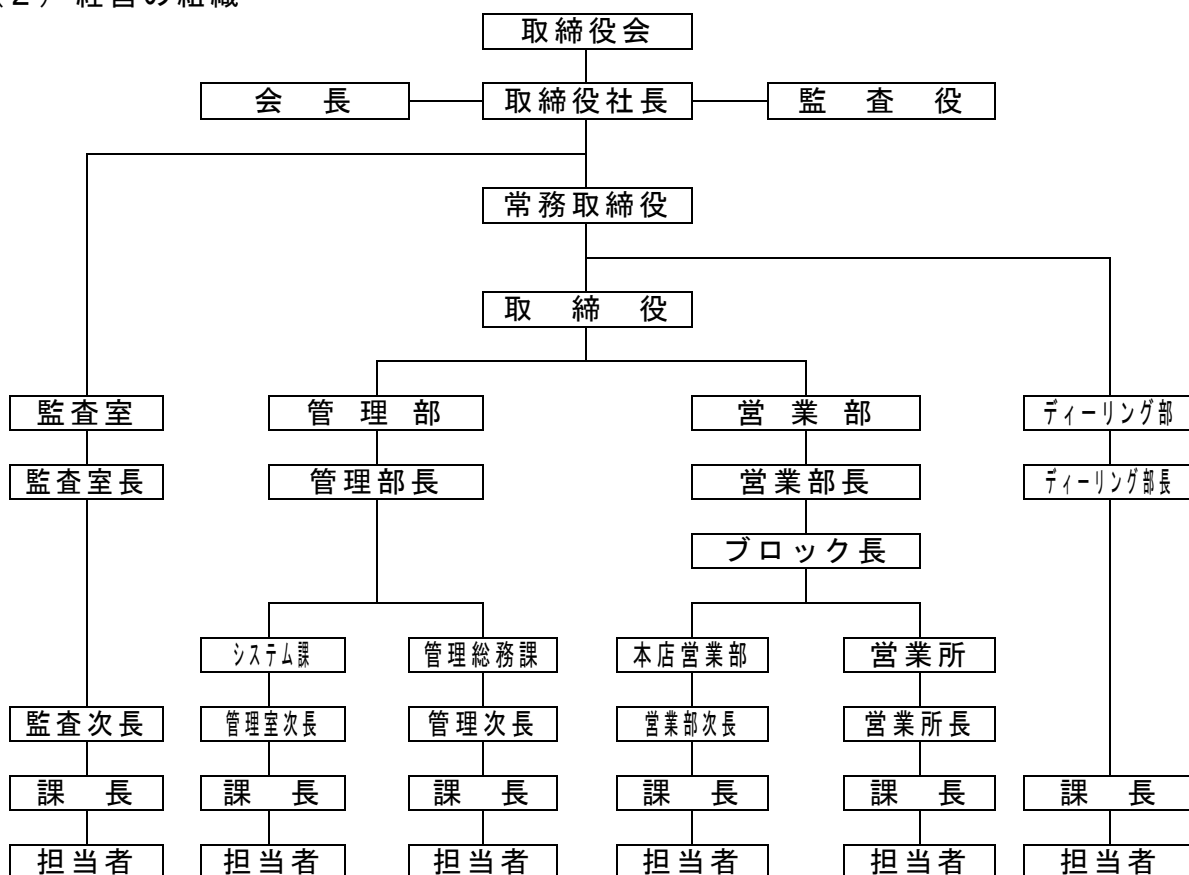 （２）経営の組織
取締役会
会　長　取締役社長　監　査　役
常務取締役
取　締　役
監査室　管　理　部　営　業　部　ディーリング部
監査室長　管理部長　営業部長　ディーリング部長
ブロック長
システム課　管理総務課　本店営業部　営業所
監査次長　管理室次長　管理次長　営業部次長　営業所長
課　長　課　長　課　長　課　長　課　長　課　長
担当者　担当者　担当者　担当者　担当者　担当者